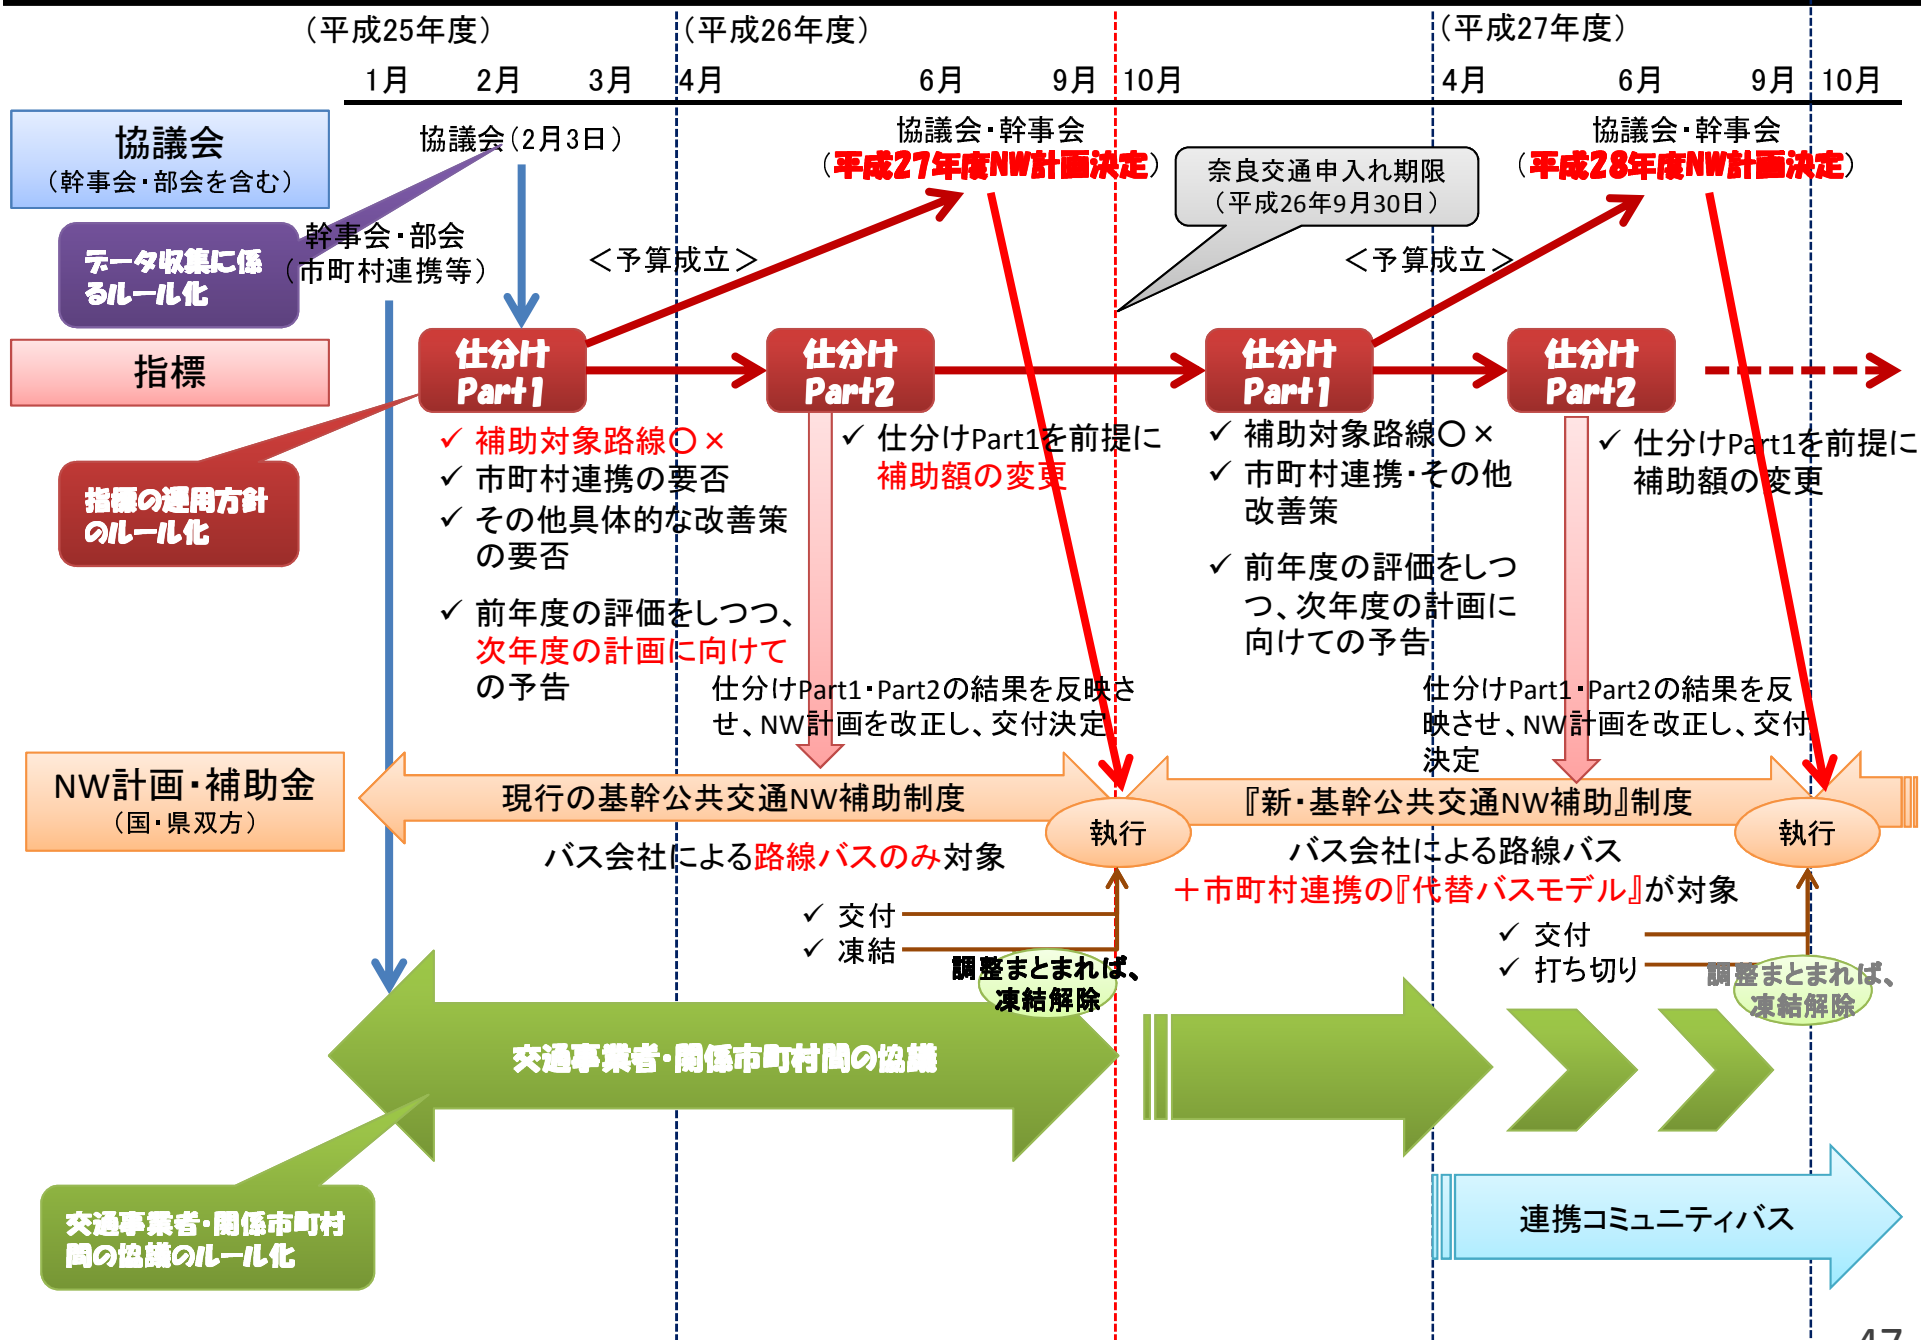 （平成25年度）
（平成26年度）
（平成27年度）
1月
2月
3月
4月
6月
9月
10月
4月
6月
9月
10月
協議会
（幹事会・部会を含む）
協議会（2月3日）
協議会・幹事会
（平成27年度NW計画決定）
奈良交通申入れ期限
（平成26年9月30日）
協議会・幹事会
（平成28年度NW計画決定）
データ収集に係
るルール化
幹事会・部会
（市町村連携等）
＜予算成立＞
＜予算成立＞
指標
仕分け
Part1
仕分け
Part2
仕分け
Part1
仕分け
Part2
指標の運用方針
のルール化
✓ 補助対象路線〇×
✓ 市町村連携の要否
✓ その他具体的な改善策
の要否
✓ 前年度の評価をしつつ、
次年度の計画に向けて
の予告
✓ 仕分けPart1を前提に
補助額の変更
✓ 補助対象路線〇×
✓ 市町村連携・その他
改善策
✓ 前年度の評価をしつ
つ、次年度の計画に
向けての予告
✓ 仕分けPart1を前提に
補助額の変更
仕分けPart1・Part2の結果を反映さ
せ、NW計画を改正し、交付決定
仕分けPart1・Part2の結果を反
映させ、NW計画を改正し、交付
決定
NW計画・補助金
（国・県双方）
現行の基幹公共交通NW補助制度
執行
『新・基幹公共交通NW補助』制度
執行
バス会社による路線バスのみ対象
バス会社による路線バス
＋市町村連携の『代替バスモデル』が対象
✓ 交付
✓ 凍結
調整まとまれば、
凍結解除
✓ 交付
✓ 打ち切り
調整まとまれば、
凍結解除
交通事業者・関係市町村間の協議
交通事業者・関係市町村
間の協議のルール化
連携コミュニティバス
47